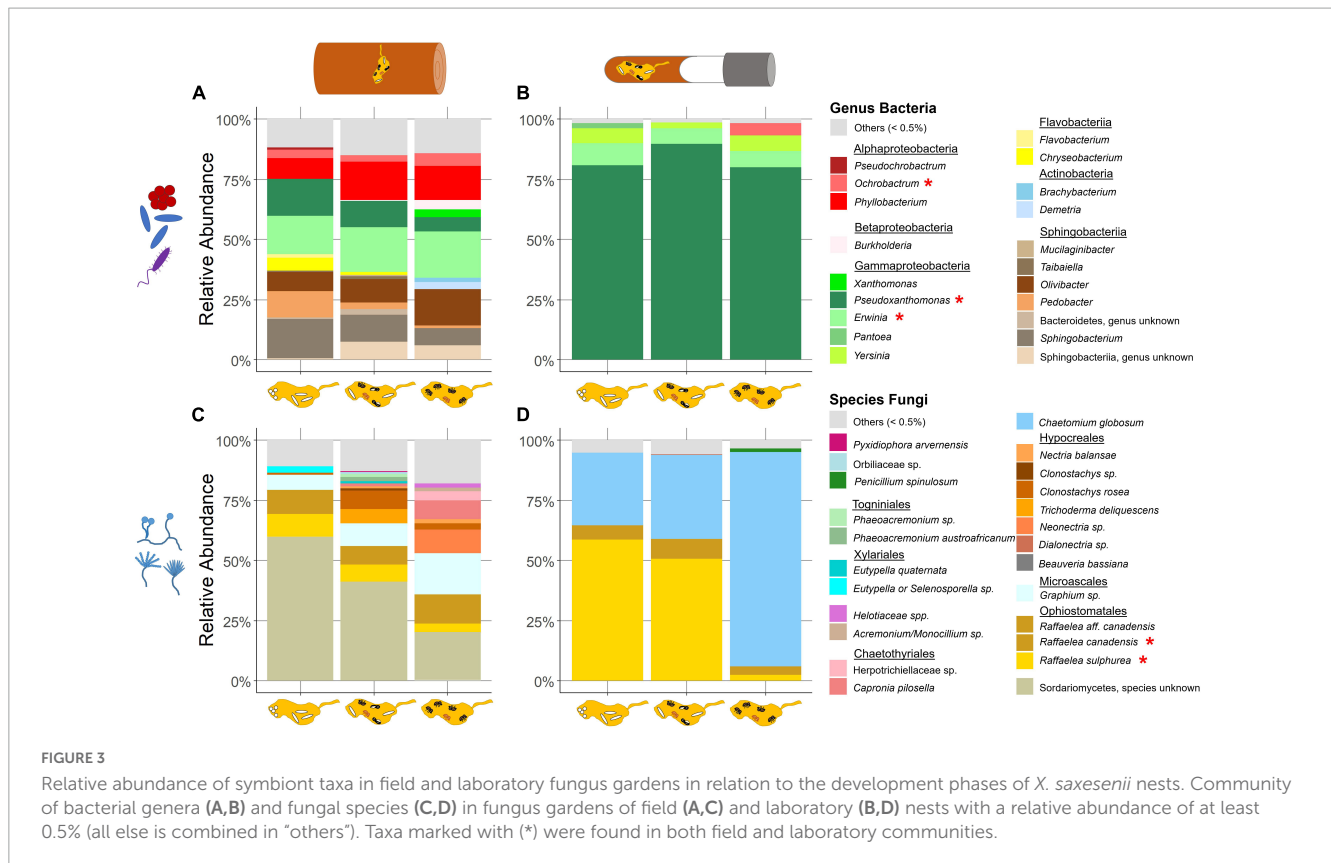 A
B
100%
75%
50%
25%
0%
Relative Abundance
100%
75%
50%
25%
0%
Genus Bacteria
Others (< 0.5%)
Alphaproteobacteria
Pseudochrobactrum
Ochrobactrum *
Phyllobacterium
Betaproteobacteria
Burkholderia
Gammaproteobacteria
Xanthomonas
Pseudoxanthomonas *
Erwinia *
Pantoea
Yersinia
Flavobacteriia
Flavobacterium
Chryseobacterium
Actinobacteria
Brachybacterium
Demetria
Sphingobacteriia
Mucilaginibacter
Taibaiella
Olivibacter
Pedobacter
Bacteroidetes, genus unknown
Sphingobacterium
Sphingobacteriia, genus unknown
C
D
100%
75%
50%
25%
0%
Relative Abundance
100%
75%
50%
25%
0%
Species Fungi
Others (< 0.5%)
Pyxidiophora arvernensis
Orbiliaceae sp.
Penicillium spinulosum
Togniniales
Phaeoacremonium sp.
Phaeoacremonium austroafricanum
Xylariales
Eutypella quaternata
Eutypella or Selenosporella sp.
Helotiaceae spp.
Acremonium/Monocillium sp.
Chaetothyriales
Herpotrichiellaceae sp.
Capronia pilosella
Chaetomium globosum
Hypocreales
Nectria balansae
Clonostachys sp.
Clonostachys rosea
Trichoderma deliquescens
Neonectria sp.
Dialonectria sp.
Beauveria bassiana
Microascales
Graphium sp.
Ophiostomatales
Raffaelea aff. canadensis
Raffaelea canadensis *
Raffaelea sulphurea *
Sordariomycetes, species unknown
FIGURE 3
Relative abundance of symbiont taxa in field and laboratory fungus gardens in relation to the development phases of X. saxesenii nests. Community
of bacterial genera (A,B) and fungal species (C,D) in fungus gardens of field (A,C) and laboratory (B,D) nests with a relative abundance of at least
0.5% (all else is combined in "others"). Taxa marked with (*) were found in both field and laboratory communities.